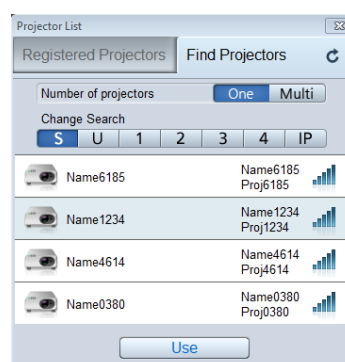 Projector List
Registered Projectors Find Projectors
Number of projectors One Multi
Change Search
S U 1 2 3 4 IP
Name6185 Name6185
Proj6185
Name1234 Name1234
Proj1234
Name4614 Name4614
Proj4614
Name0380 Name0380
Proj0380
Use